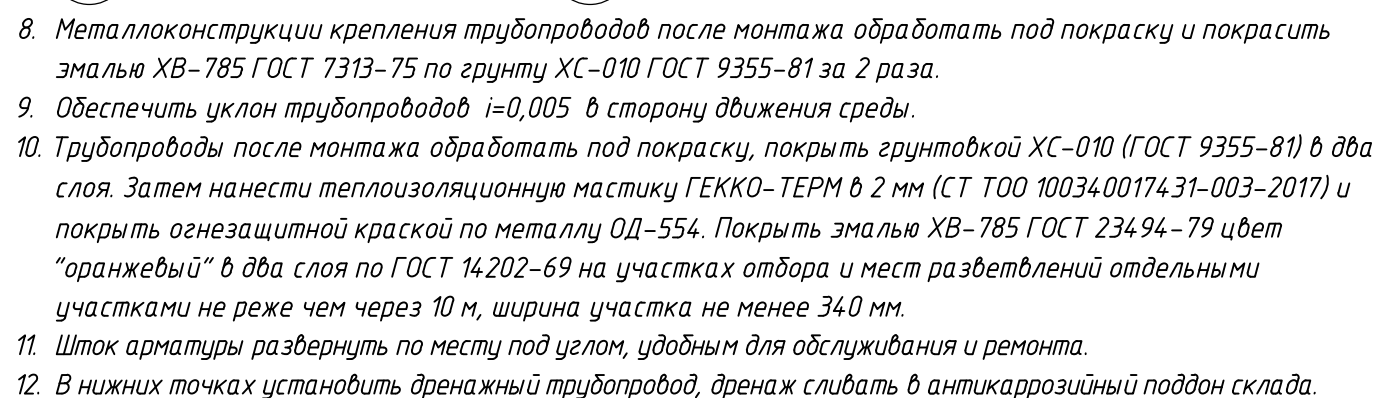 8. Металлоконструкции крепления трубопроводов после монтажа обработать под покраску и покрасить
эмалью ХВ-785 ГОСТ 7313-75 по грунту ХС-010 ГОСТ 9355-81 за 2 раза.
9. Обеспечить уклон трубопроводов i=0,005 в сторону движения среды.
10. Трубопроводы после монтажа обработать под покраску, покрыть грунтовкой ХС-010 (ГОСТ 9355-81) в два
слоя. Затем нанести теплоизоляционную мастику ГЕККО-ТЕРМ в 2 мм (СТ ТОО 100340017431-003-2017) и
покрыть огнезащитной краской по металлу ОД-554. Покрыть эмалью ХВ-785 ГОСТ 23494-79 цвет
"оранжевый" в два слоя по ГОСТ 14202-69 на участках отбора и мест разветвлений отдельными
участками не реже чем через 10 м, ширина участка не менее 340 мм.
11. Шток арматуры развернуть по месту под углом, удобным для обслуживания и ремонта.
12. В нижних точках установить дренажный трубопровод, дренаж сливать в антикаррозийный поддон склада.